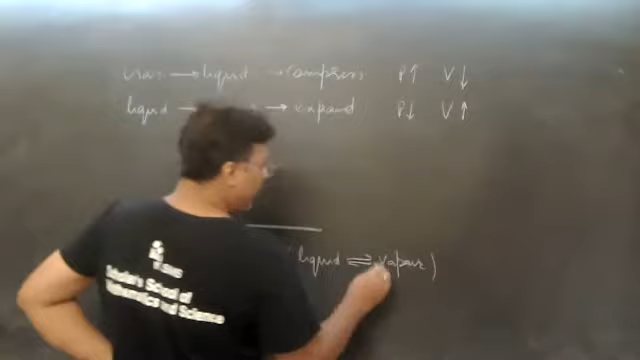 liquid → compress P↑ V↓
liquid → → expand P↓ V↑
(liquid ⇌ vapour)
School of
Mathematics and Science